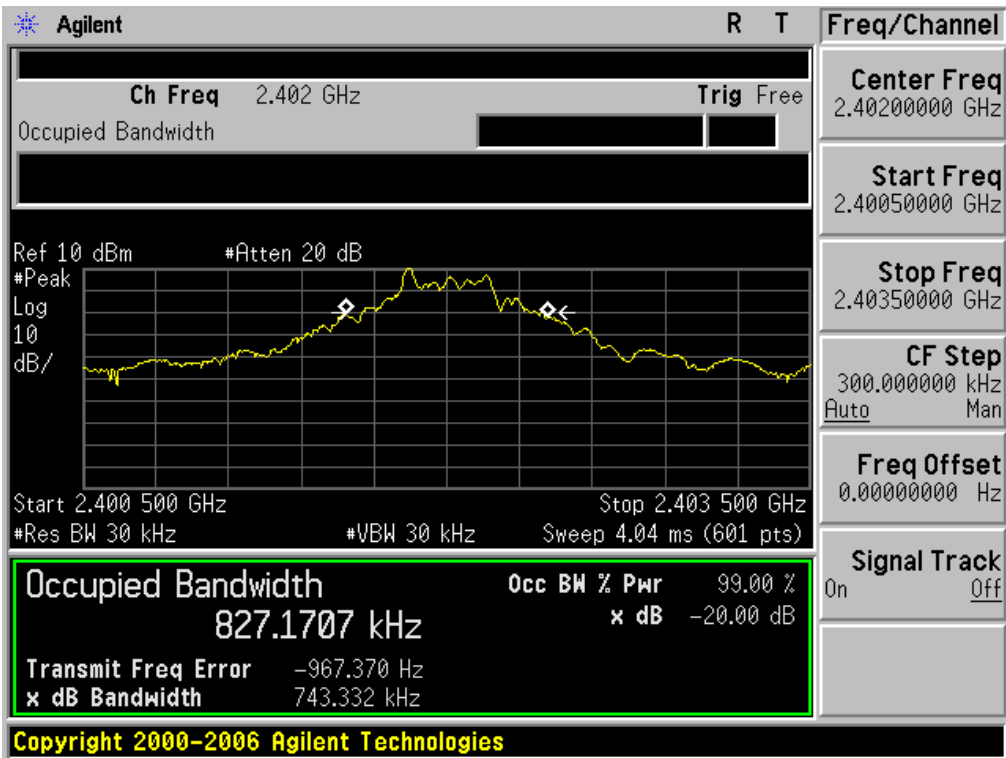 Agilent R T
Ch Freq 2.402 GHz Trig Free
Occupied Bandwidth
Ref 10 dBm #Atten 20 dB
#Peak
Log
10
dB/
Start 2.400 500 GHz Stop 2.403 500 GHz
#Res BW 30 kHz #VBW 30 kHz Sweep 4.04 ms (601 pts)
Occupied Bandwidth
827.1707 kHz
Occ BW % Pwr 99.00 %
x dB -20.00 dB
Transmit Freq Error -967.370 Hz
x dB Bandwidth 743.332 kHz
Copyright 2000-2006 Agilent Technologies
Freq/Channel
Center Freq
2.40200000 GHz
Start Freq
2.40050000 GHz
Stop Freq
2.40350000 GHz
CF Step
300.000000 kHz
Auto Man
Freq Offset
0.00000000 Hz
Signal Track
On Off